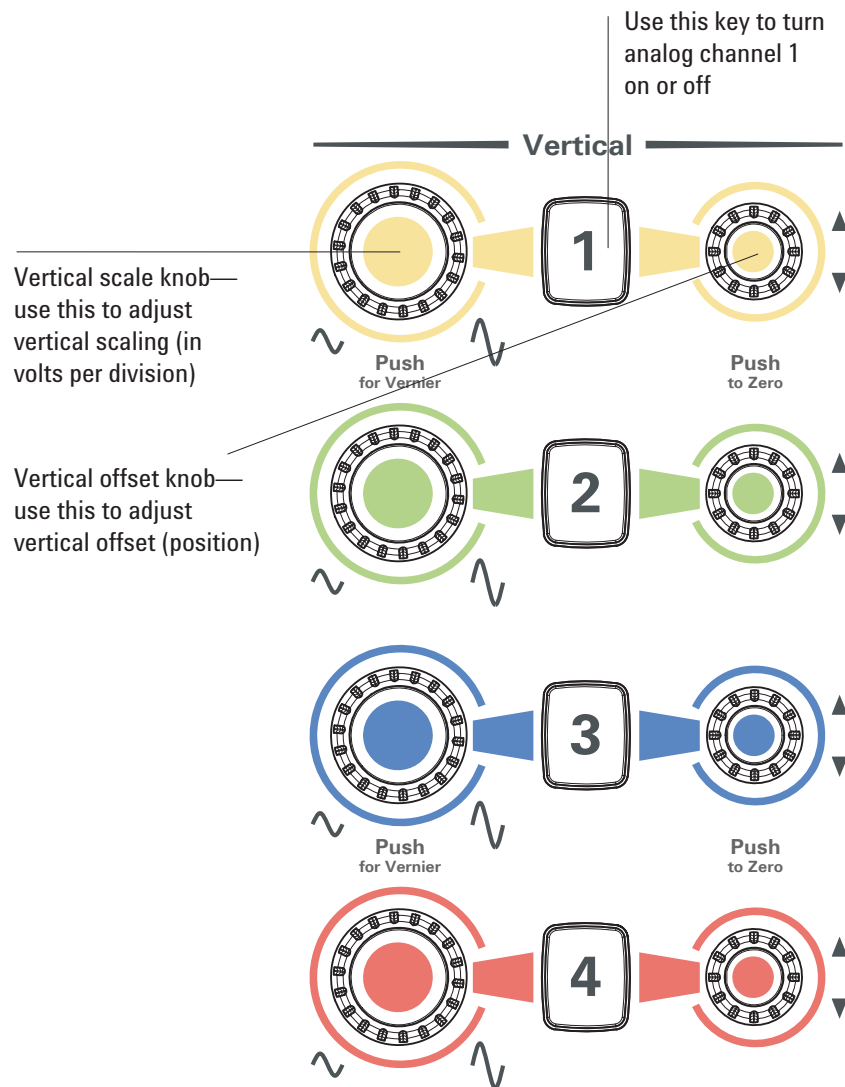 Use this key to turn
analog channel 1
on or off
Vertical
1
Vertical scale knob—
use this to adjust
vertical scaling (in
volts per division)
Push
for Vernier
Push
to Zero
2
Vertical offset knob—
use this to adjust
vertical offset (position)
3
Push
for Vernier
Push
to Zero
4